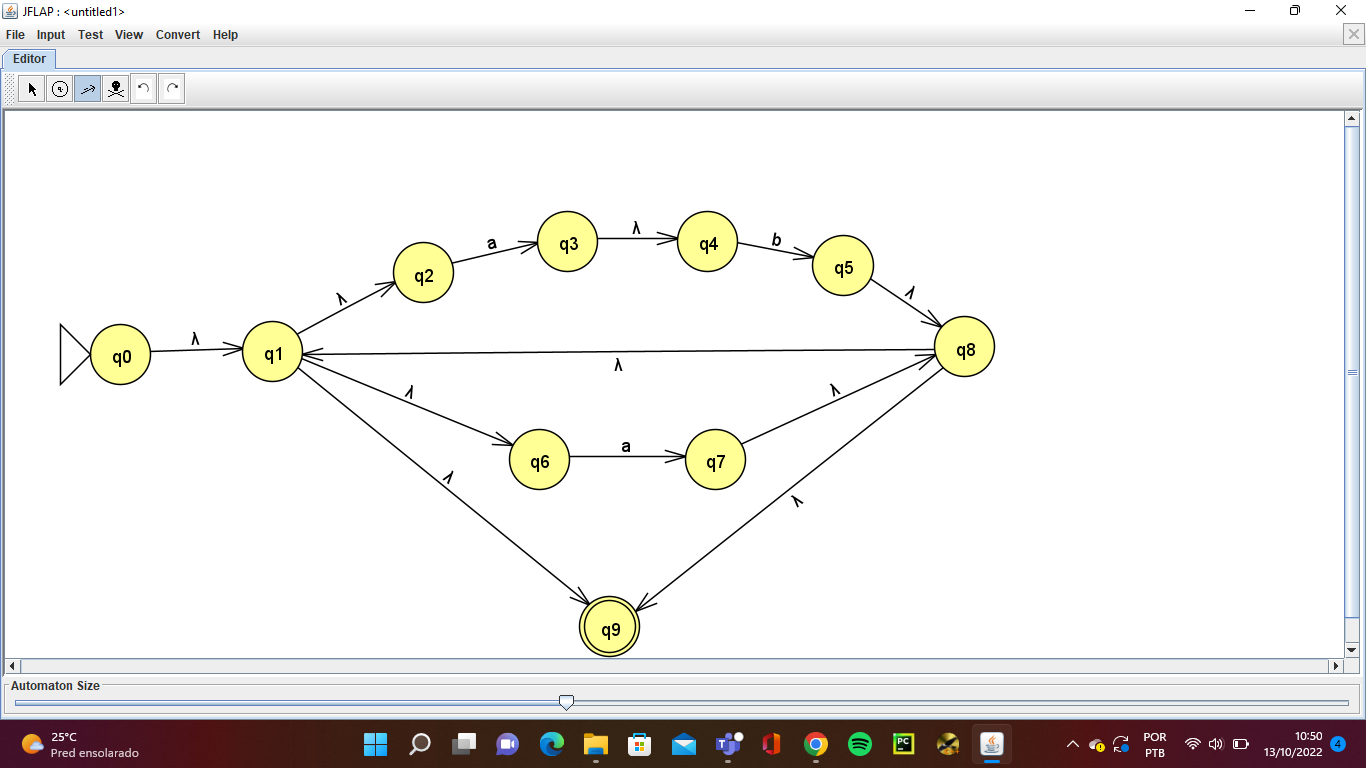 JFLAP : <untitled1>
File Input Test View Convert Help
Editor
a
λ
b
q3
q4
q2
q5
λ
λ
λ
q0
q1
q8
λ
λ
λ
a
q6
q7
λ
λ
q9
Automaton Size
25°C
Pred ensolarado
PC
POR
PTB
10:50
13/10/2022
4